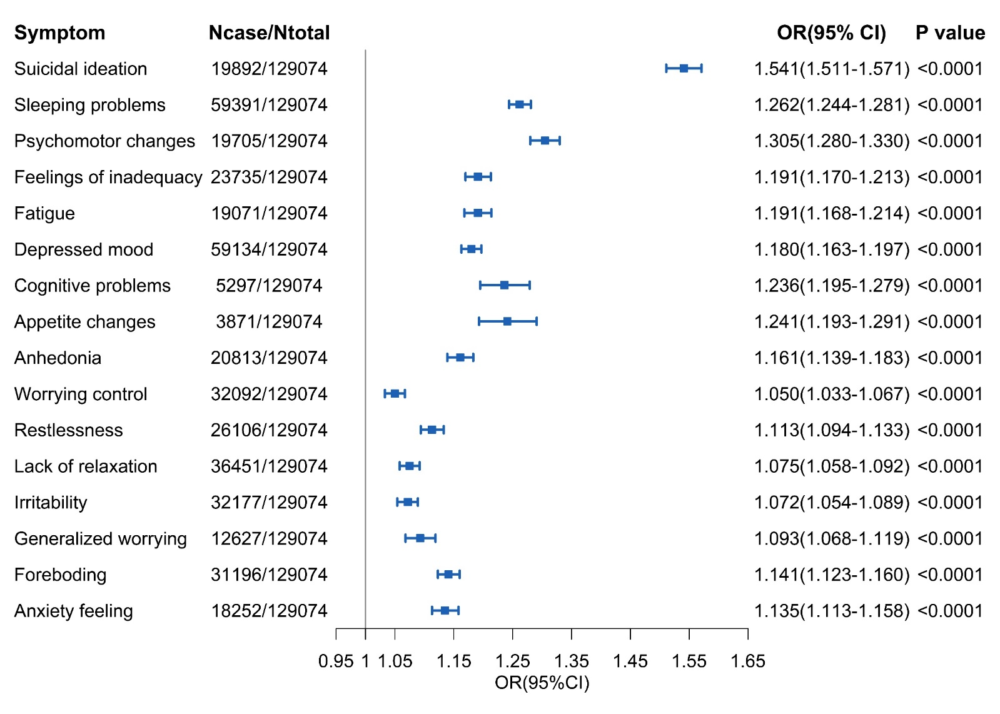 Symptom Ncase/Ntotal OR(95% CI) P value
Suicidal ideation 19892/129074 1.541(1.511-1.571) <0.0001
Sleeping problems 59391/129074 1.262(1.244-1.281) <0.0001
Psychomotor changes 19705/129074 1.305(1.280-1.330) <0.0001
Feelings of inadequacy 23735/129074 1.191(1.170-1.213) <0.0001
Fatigue 19071/129074 1.191(1.168-1.214) <0.0001
Depressed mood 59134/129074 1.180(1.163-1.197) <0.0001
Cognitive problems 5297/129074 1.236(1.195-1.279) <0.0001
Appetite changes 3871/129074 1.241(1.193-1.291) <0.0001
Anhedonia 20813/129074 1.161(1.139-1.183) <0.0001
Worrying control 32092/129074 1.050(1.033-1.067) <0.0001
Restlessness 26106/129074 1.113(1.094-1.133) <0.0001
Lack of relaxation 36451/129074 1.075(1.058-1.092) <0.0001
Irritability 32177/129074 1.072(1.054-1.089) <0.0001
Generalized worrying 12627/129074 1.093(1.068-1.119) <0.0001
Foreboding 31196/129074 1.141(1.123-1.160) <0.0001
Anxiety feeling 18252/129074 1.135(1.113-1.158) <0.0001
0.95 1 1.05 1.15 1.25 1.35 1.45 1.55 1.65
OR(95%CI)